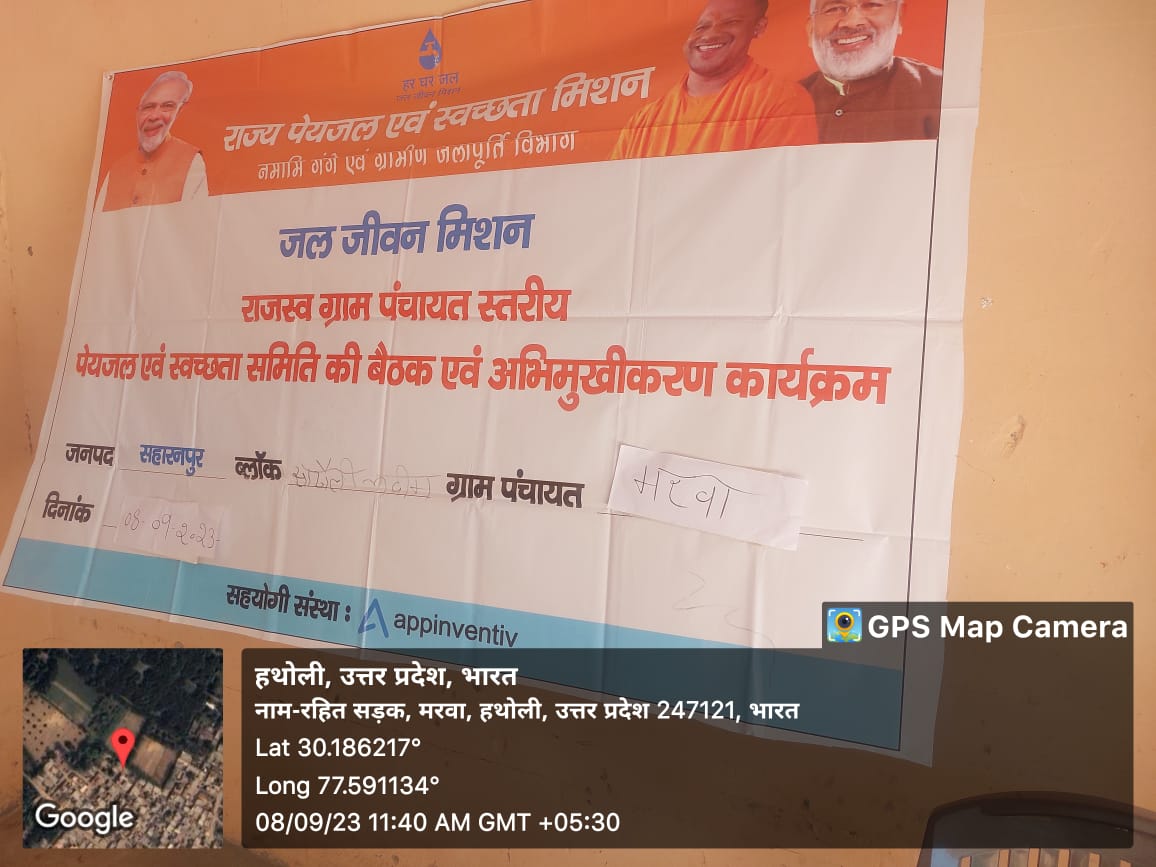 हर घर जल
जल जीवन मिशन
राज्य पेयजल एवं स्वच्छता मिशन
नमामि गंगे एवं ग्रामीण जलापूर्ति विभाग
जल जीवन मिशन
राजस्व ग्राम पंचायत स्तरीय
पेयजल एवं स्वच्छता समिति की बैठक एवं अभिमुखीकरण कार्यक्रम
जनपद सहारनपुर ब्लॉक ग्राम पंचायत मरवा
दिनांक 08-09-2023
सहयोगी संस्था : appinventiv
GPS Map Camera
हथोली, उत्तर प्रदेश, भारत
नाम-रहित सड़क, मरवा, हथोली, उत्तर प्रदेश 247121, भारत
Lat 30.186217°
Long 77.591134°
08/09/23 11:40 AM GMT +05:30
Google